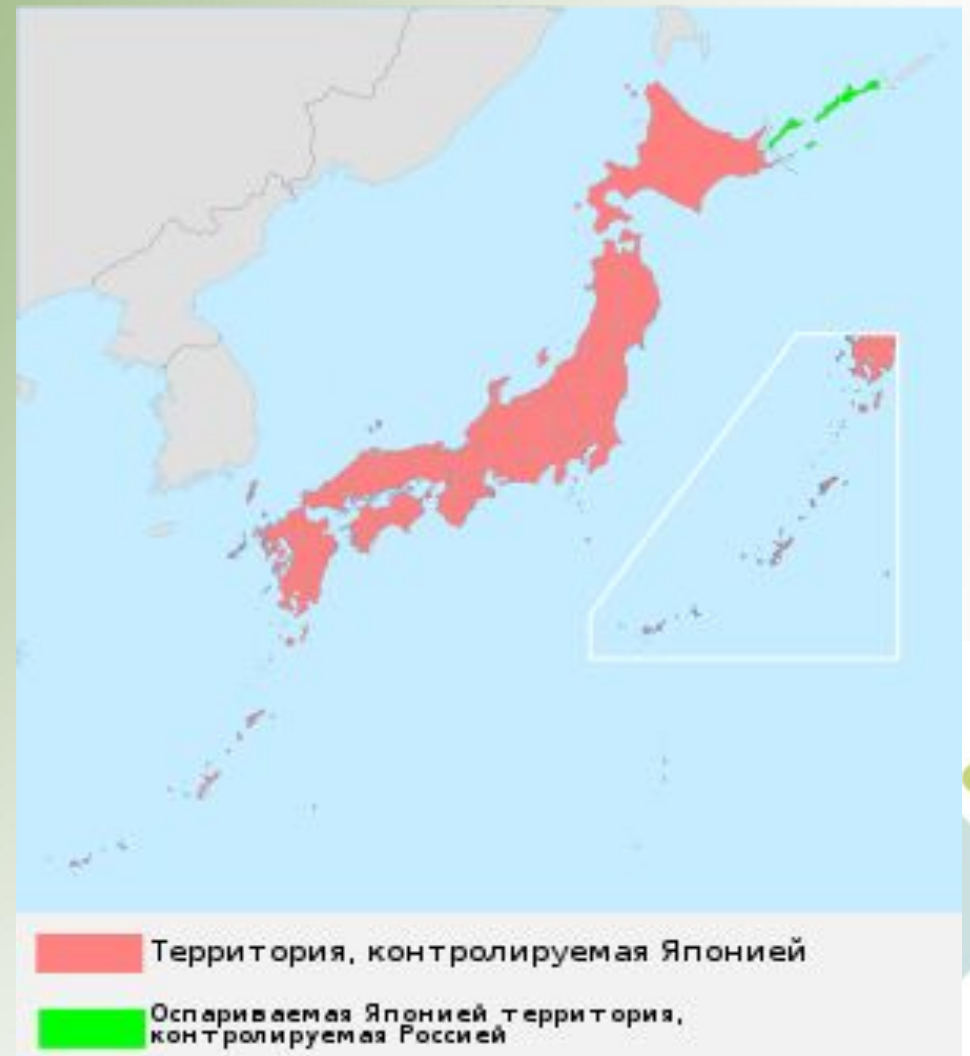 Территория, контролируемая Японией
Оспариваемая Японией территория,
контролируемая Россией